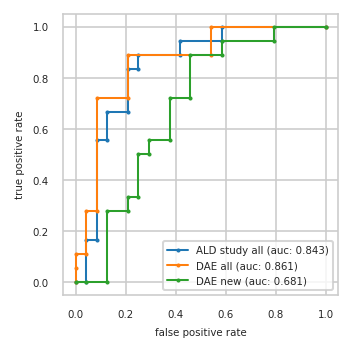 1.0
0.8
0.6
0.4
0.2
0.0
true positive rate
ALD study all (auc: 0.843)
DAE all (auc: 0.861)
DAE new (auc: 0.681)
0.0 0.2 0.4 0.6 0.8 1.0
false positive rate